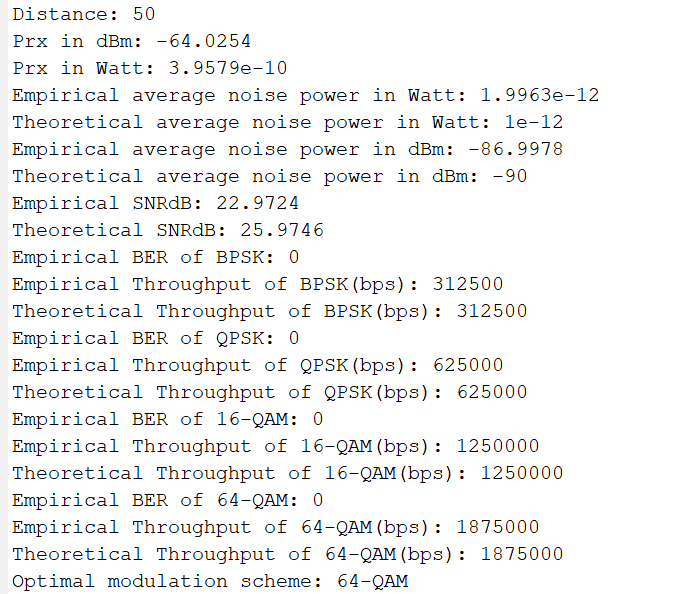 Distance: 50
Prx in dBm: -64.0254
Prx in Watt: 3.9579e-10
Empirical average noise power in Watt: 1.9963e-12
Theoretical average noise power in Watt: 1e-12
Empirical average noise power in dBm: -86.9978
Theoretical average noise power in dBm: -90
Empirical SNRdB: 22.9724
Theoretical SNRdB: 25.9746
Empirical BER of BPSK: 0
Empirical Throughput of BPSK(bps): 312500
Theoretical Throughput of BPSK(bps): 312500
Empirical BER of QPSK: 0
Empirical Throughput of QPSK(bps): 625000
Theoretical Throughput of QPSK(bps): 625000
Empirical BER of 16-QAM: 0
Empirical Throughput of 16-QAM(bps): 1250000
Theoretical Throughput of 16-QAM(bps): 1250000
Empirical BER of 64-QAM: 0
Empirical Throughput of 64-QAM(bps): 1875000
Theoretical Throughput of 64-QAM(bps): 1875000
Optimal modulation scheme: 64-QAM